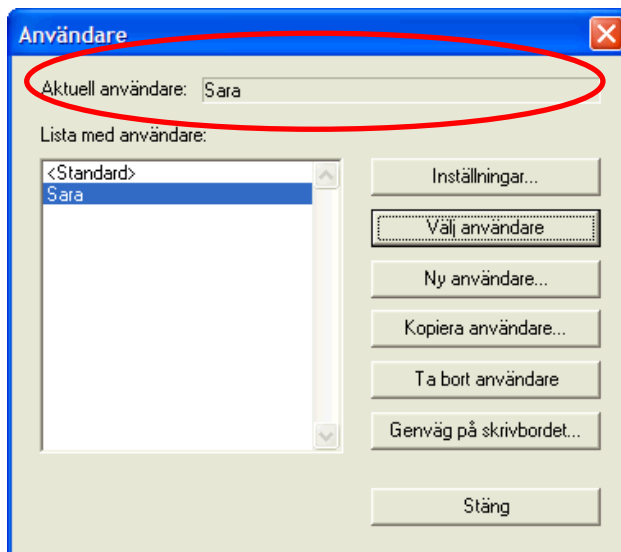 Användare
Aktuell användare: Sara
Lista med användare:
<Standard>
Sara
Inställningar...
Välj användare
Ny användare...
Kopiera användare...
Ta bort användare
Genväg på skrivbordet...
Stäng